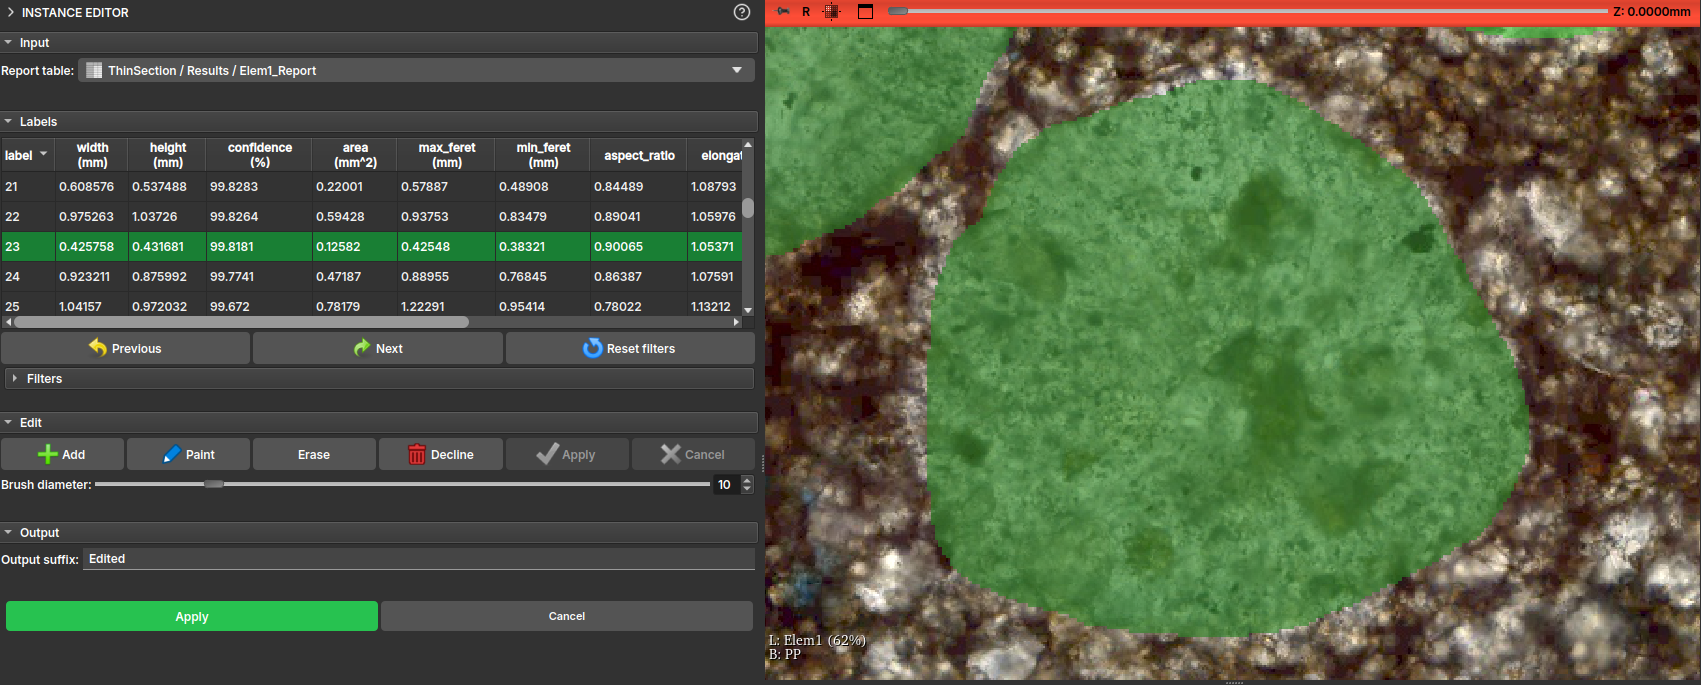 INSTANCE EDITOR
Input
Report table: ThinSection / Results / Elem1_Report
Labels
label width (mm) height (mm) confidence (%) area (mm^2) max_feret (mm) min_feret (mm) aspect_ratio elongat
21 0.608576 0.537488 99.8283 0.22001 0.57887 0.48908 0.84489 1.08793
22 0.975263 1.03726 99.8264 0.59428 0.93753 0.83479 0.89041 1.05976
23 0.425758 0.431681 99.8181 0.12582 0.42548 0.38321 0.90065 1.05371
24 0.923211 0.875992 99.7741 0.47187 0.88955 0.76845 0.86387 1.07591
25 1.04157 0.972032 99.672 0.78179 1.22291 0.95414 0.78022 1.13212
Previous Next Reset filters
Filters
Edit
Add Paint Erase Decline Apply Cancel
Brush diameter: 10
Output
Output suffix: Edited
Apply Cancel
R Z: 0.0000mm
L: Elem1 (62%)
B: PP